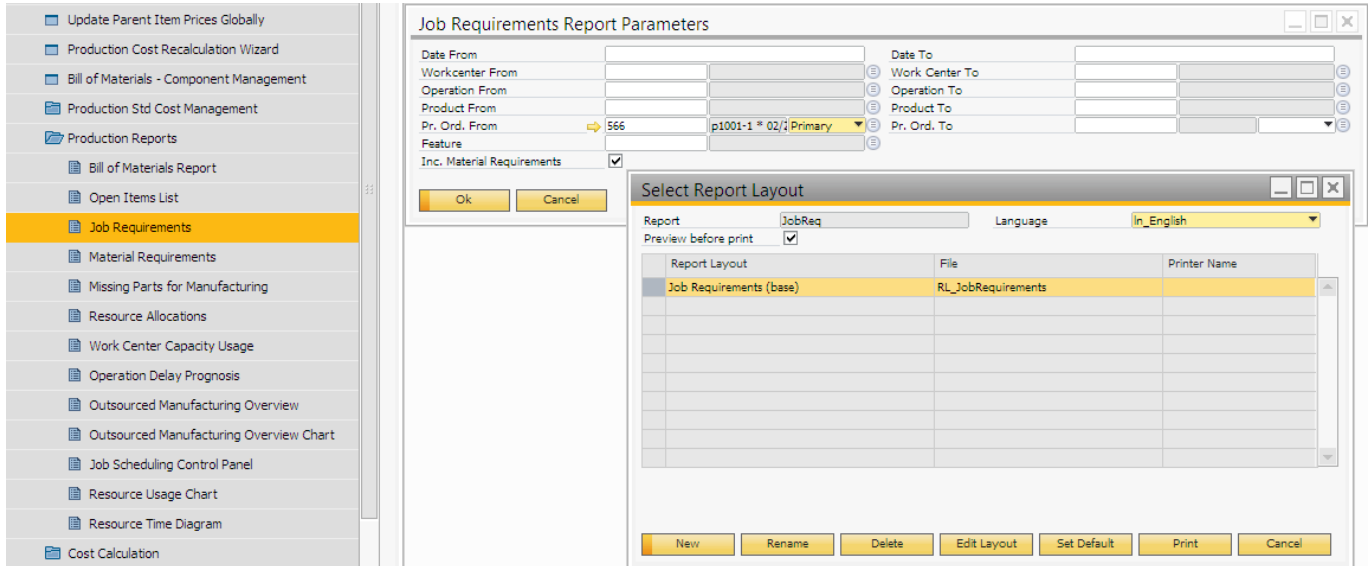 Update Parent Item Prices Globally
Production Cost Recalculation Wizard
Bill of Materials - Component Management
Production Std Cost Management
Production Reports
Bill of Materials Report
Open Items List
Job Requirements
Material Requirements
Missing Parts for Manufacturing
Resource Allocations
Work Center Capacity Usage
Operation Delay Prognosis
Outsourced Manufacturing Overview
Outsourced Manufacturing Overview Chart
Job Scheduling Control Panel
Resource Usage Chart
Resource Time Diagram
Cost Calculation
Job Requirements Report Parameters
Date From Date To
Workcenter From Work Center To
Operation From Operation To
Product From Product To
Pr. Ord. From 566 p1001-1 * 02/2 Primary Pr. Ord. To
Feature
Inc. Material Requirements
Ok Cancel
Select Report Layout
Report JobReq Language ln_English
Preview before print
Report Layout File Printer Name
Job Requirements (base) RL_JobRequirements
New Rename Delete Edit Layout Set Default Print Cancel